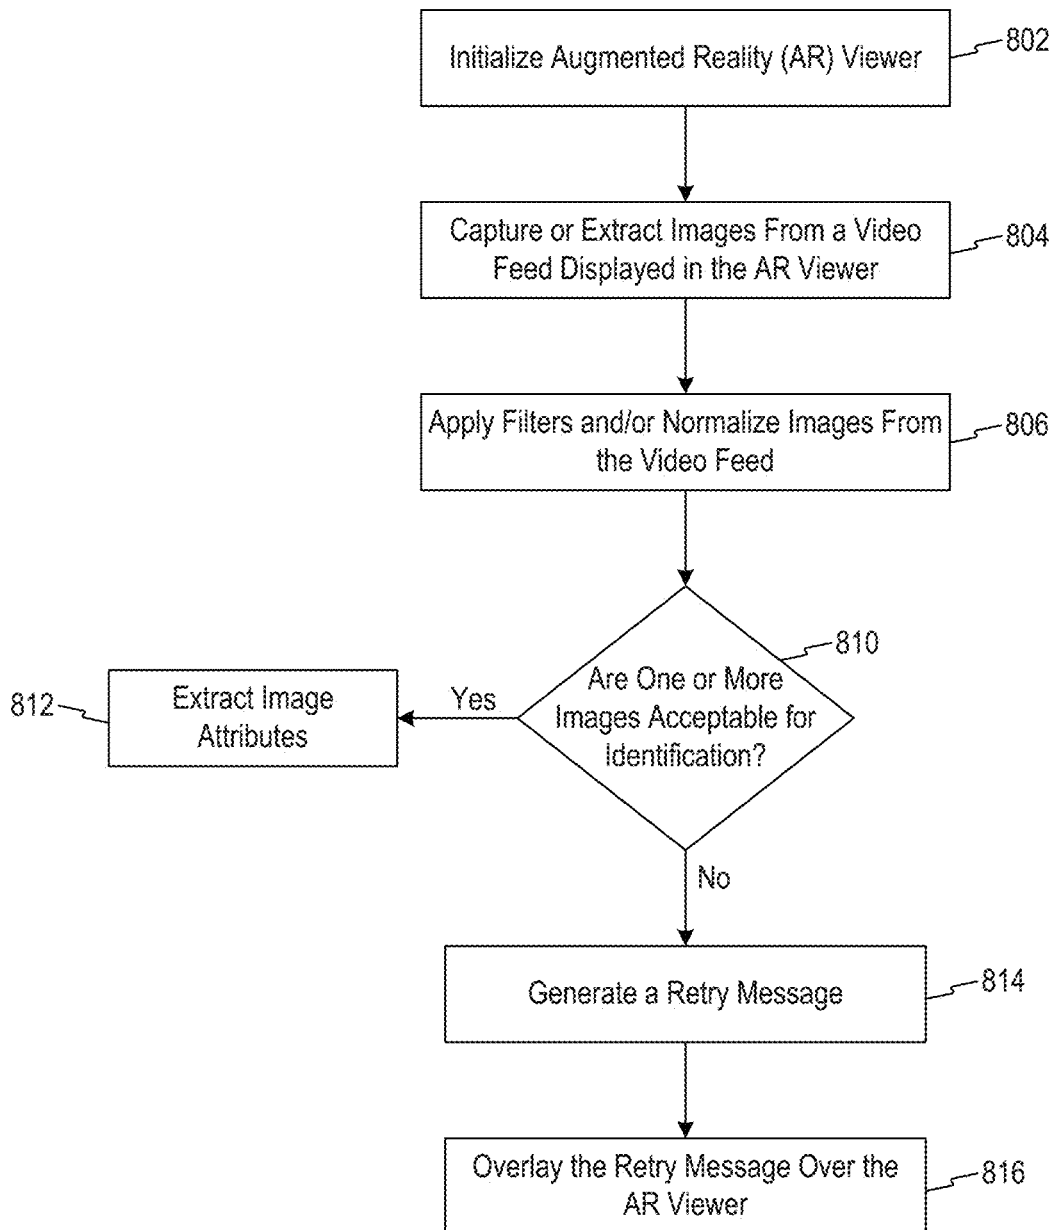 Initialize Augmented Reality (AR) Viewer
802
Capture or Extract Images From a Video
Feed Displayed in the AR Viewer
804
Apply Filters and/or Normalize Images From
the Video Feed
806
810
Are One or More
Images Acceptable for
Identification?
Yes
812
Extract Image
Attributes
No
Generate a Retry Message
814
Overlay the Retry Message Over the
AR Viewer
816